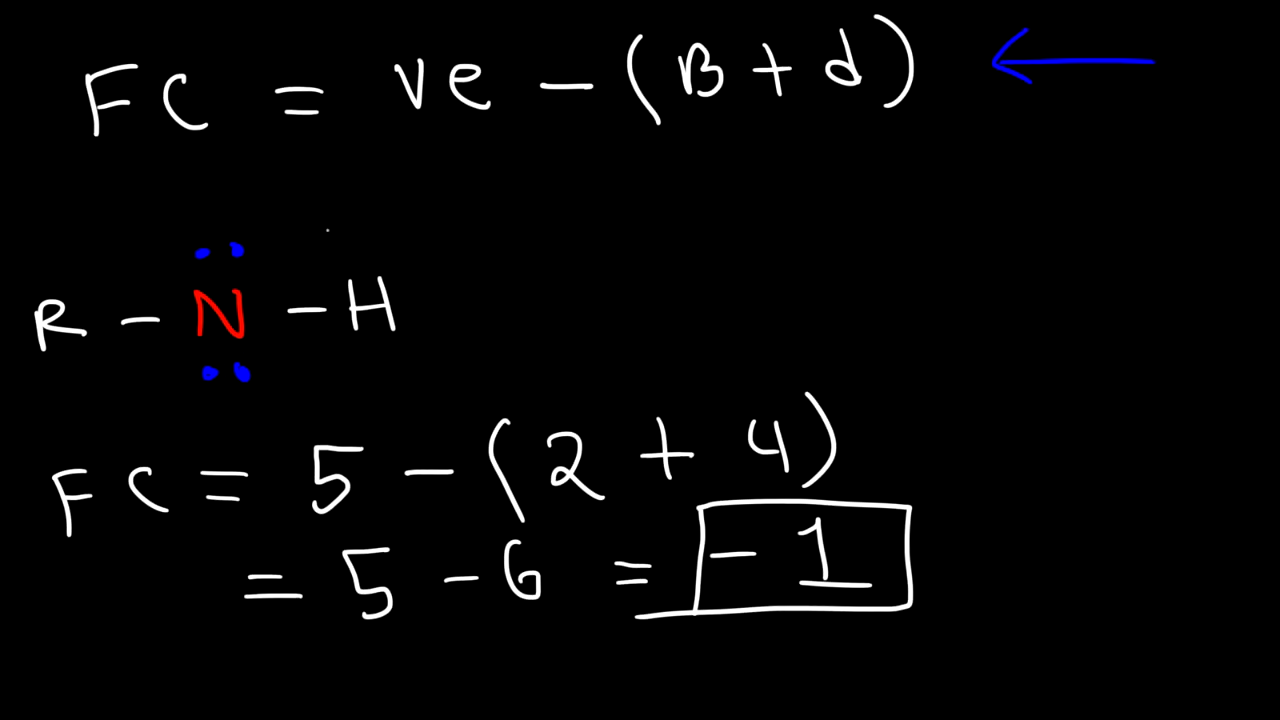 FC = ve - (B + d)
R - N - H
FC = 5 - (2 + 4)
= 5 - 6 = - 1